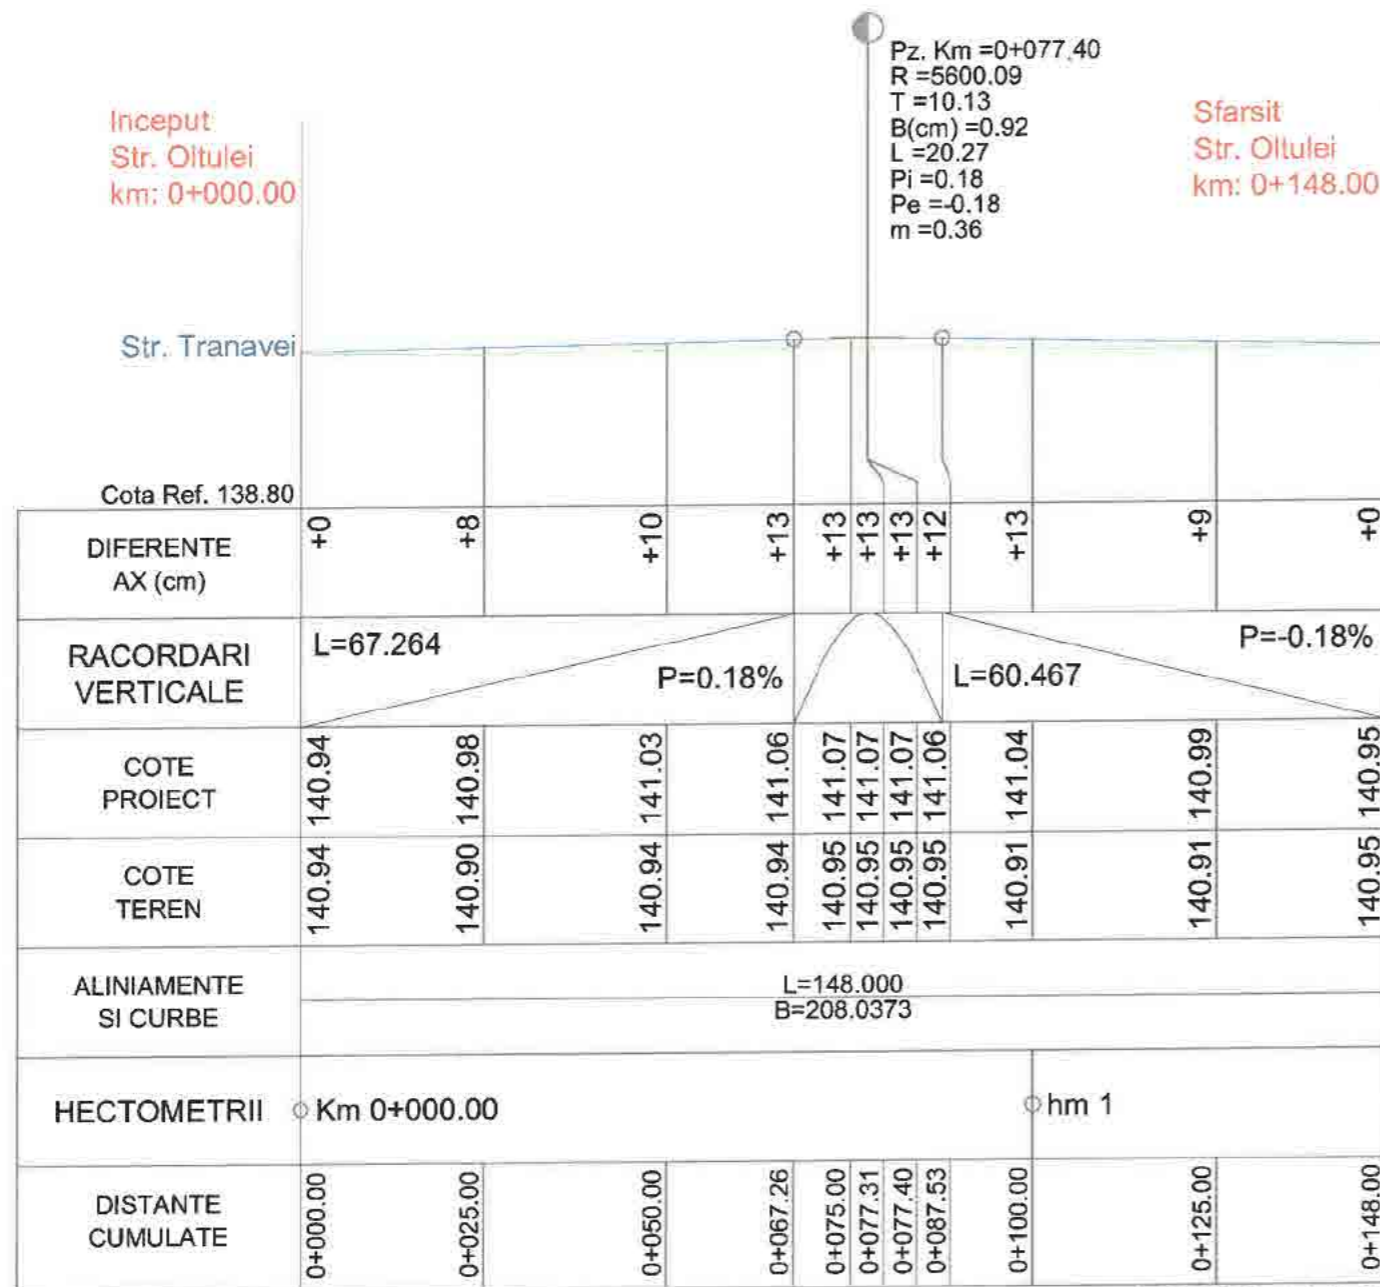 Pz. Km =0+077.40
R =5600.09
T =10.13
B(cm) =0.92
L =20.27
Pi =0.18
Pe =-0.18
m =0.36
Inceput
Str. Oltulei
km: 0+000.00
Sfarsit
Str. Oltulei
km: 0+148.00
Str. Tranavei
Cota Ref. 138.80
DIFERENTE
AX (cm)
+0 +8 +10 +13 +13 +13 +13 +12 +13 +9 +0
RACORDARI
VERTICALE
L=67.264
P=0.18%
L=60.467
P=-0.18%
COTE
PROIECT
140.94 140.98 141.03 141.06 141.07 141.07 141.07 141.06 141.04 140.99 140.95
COTE
TEREN
140.94 140.90 140.94 140.94 140.95 140.95 140.95 140.95 140.91 140.91 140.95
ALINIAMENTE
SI CURBE
L=148.000
B=208.0373
HECTOMETRII
Km 0+000.00
hm 1
DISTANTE
CUMULATE
0+000.00 0+025.00 0+050.00 0+067.26 0+075.00 0+077.31 0+077.40 0+087.53 0+100.00 0+125.00 0+148.00